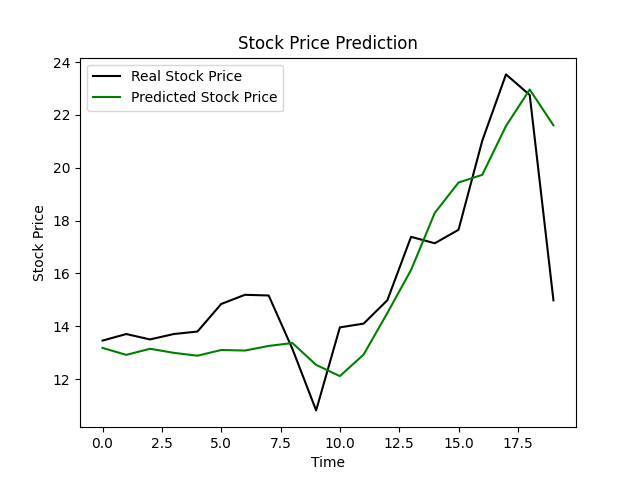 Stock Price Prediction
Real Stock Price
Predicted Stock Price
Stock Price
24
22
20
18
16
14
12
0.0 2.5 5.0 7.5 10.0 12.5 15.0 17.5
Time